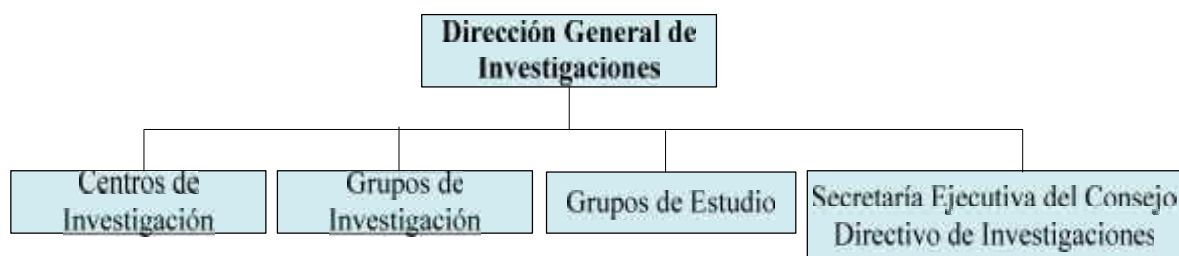 Dirección General de
Investigaciones
Centros de
Investigación
Grupos de
Investigación
Grupos de Estudio
Secretaría Ejecutiva del Consejo
Directivo de Investigaciones